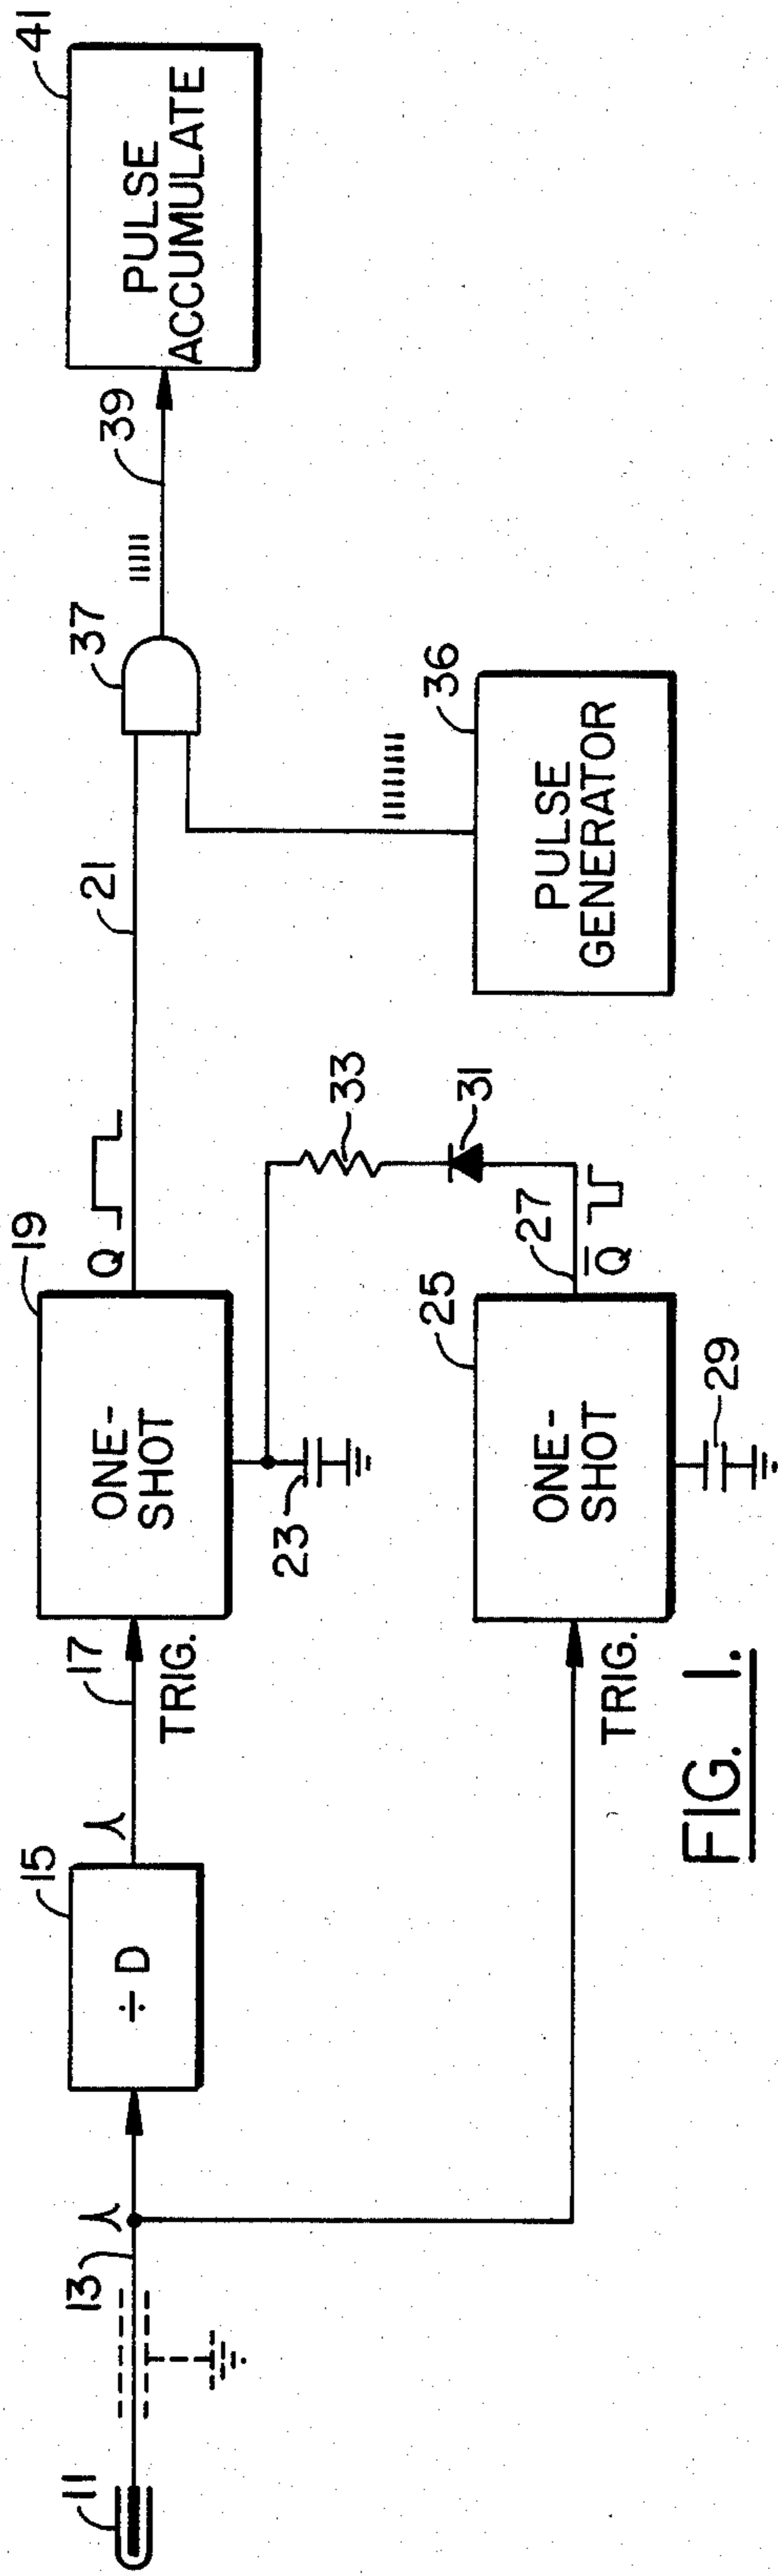 11
13
15
÷ D
17
TRIG.
19
ONE-
SHOT
Q
21
23
37
39
41
PULSE
ACCUMULATE
33
31
25
ONE-
SHOT
TRIG.
27
Q̅
29
36
PULSE
GENERATOR
FIG. 1.